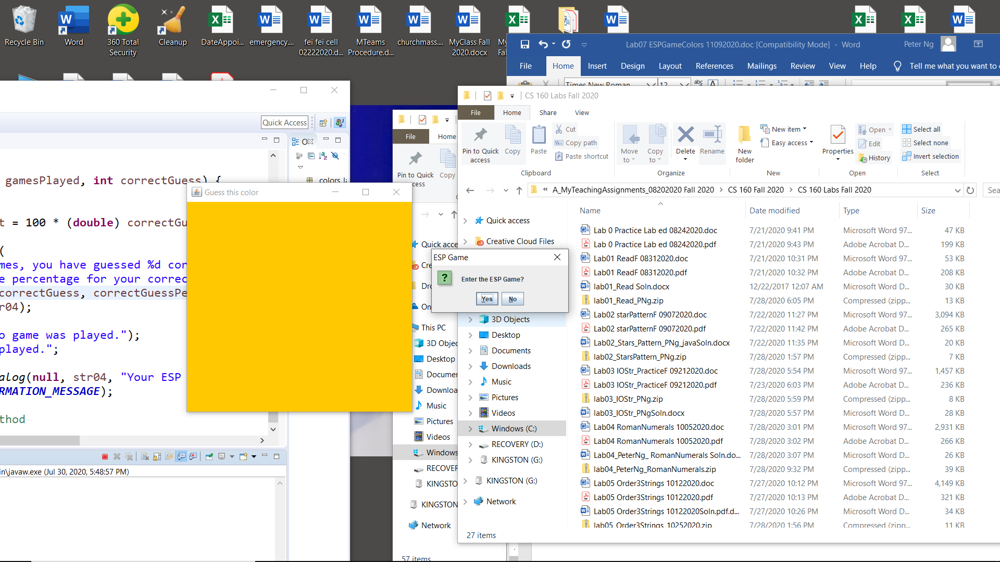 Recycle Bin
Word
360 Total
Security
Cleanup
DateAppoi...
emergency....
fei fei cell
02222020.d...
MTeams
Procedure.d...
churchmass....
MyClass Fall
2020.docx
Lab07 ESPGameColors 11092020.doc [Compatibility Mode] - Word
Peter Ng
File
Home
Insert
Design
Layout
References
Mailings
Review
View
Help
Tell me what you want to
Times New Roman
12
Quick Access
gamesPlayed, int correctGuess) {
t = 100 * (double) correctGu
(
mes, you have guessed %d cor
e percentage for your correc
correctGuess, correctGuessPe
r04);
o game was played.");
played.";
alog(null, str04, "Your ESP
RMATION_MESSAGE);
thod
in\javaw.exe (Jul 30, 2020, 5:48:57 PM)
colors_la
Guess this color
File
Home
Pin to Quick
Copy
Quick acce
Cre
Dro
On
This PC
3D Objec
Desktop
Documen
Downloa
Music
Pictures
Videos
Windows
RECOVER
KINGSTO
KINGSTON
Network
57 items
ESP Game
Enter the ESP Game?
Yes
No
CS 160 Labs Fall 2020
File
Home
Share
View
Pin to Quick
access
Copy
Paste
Cut
Copy path
Paste shortcut
Clipboard
Move
to
Copy
to
Delete
Rename
Organize
New
folder
New item
Easy access
New
Properties
Open
Edit
History
Open
Select all
Select none
Invert selection
Select
« A_MyTeachingAssignments_08202020 Fall 2020 > CS 160 Fall 2020 > CS 160 Labs Fall 2020
Sea
Quick access
Creative Cloud Files
3D Objects
Desktop
Documents
Downloads
Music
Pictures
Videos
Windows (C:)
RECOVERY (D:)
KINGSTON (G:)
KINGSTON (G:)
Network
27 items
Name Date modified Type Size
Lab 0 Practice Lab ed 08242020.doc 7/21/2020 9:41 PM Microsoft Word 97... 47 KB
Lab 0 Practice Lab ed 08242020.pdf 7/21/2020 9:43 PM Adobe Acrobat D... 199 KB
Lab01 ReadF 08312020.doc 7/21/2020 10:31 PM Microsoft Word 97... 53 KB
Lab01 ReadF 08312020.pdf 7/21/2020 10:32 PM Adobe Acrobat D... 208 KB
lab01_Read Soln.docx 12/22/2017 12:07 AM Microsoft Word D... 30 KB
lab01_Read_PNg.zip 7/28/2020 6:05 PM Compressed (zipp... 13 KB
Lab02 starPatternF 09072020.doc 7/22/2020 11:27 PM Microsoft Word 97... 3,094 KB
Lab02 starPatternF 09072020.pdf 7/22/2020 11:42 PM Adobe Acrobat D... 265 KB
Lab02_Stars_Pattern_PNg_javaSoln.docx 7/22/2020 11:35 PM Microsoft Word D... 20 KB
lab02_StarsPattern_PNg.zip 7/28/2020 1:57 PM Compressed (zipp... 7 KB
Lab03 IOStr_PracticeF 09212020.doc 7/28/2020 5:54 PM Microsoft Word 97... 1,457 KB
Lab03 IOStr_PracticeF 09212020.pdf 7/23/2020 6:03 PM Adobe Acrobat D... 236 KB
lab03_IOStr_PNg.zip 7/28/2020 5:59 PM Compressed (zipp... 8 KB
lab03_IOStr_PNgSoln.docx 7/28/2020 5:57 PM Microsoft Word D... 28 KB
Lab04 RomanNumerals 10052020.doc 7/28/2020 3:01 PM Microsoft Word 97... 2,931 KB
Lab04 RomanNumerals 10052020.pdf 7/28/2020 3:02 PM Adobe Acrobat D... 266 KB
Lab04_PeterNg_ RomanNumerals Soln.do... 7/28/2020 3:07 PM Microsoft Word D... 26 KB
lab04_PeterNg_RomanNumerals.zip 7/28/2020 9:32 PM Compressed (zipp... 39 KB
Lab05 Order3Strings 10122020.doc 7/27/2020 10:12 PM Microsoft Word 97... 4,149 KB
Lab05 Order3Strings 10122020.pdf 7/27/2020 10:13 PM Adobe Acrobat D... 321 KB
Lab05 Order3Strings 10122020Soln.pdf.d... 7/27/2020 10:26 PM Microsoft Word D... 34 KB
lab05_Order3Strings_10252020.zip 7/28/2020 1:56 PM Compressed (zipp... 11 KB